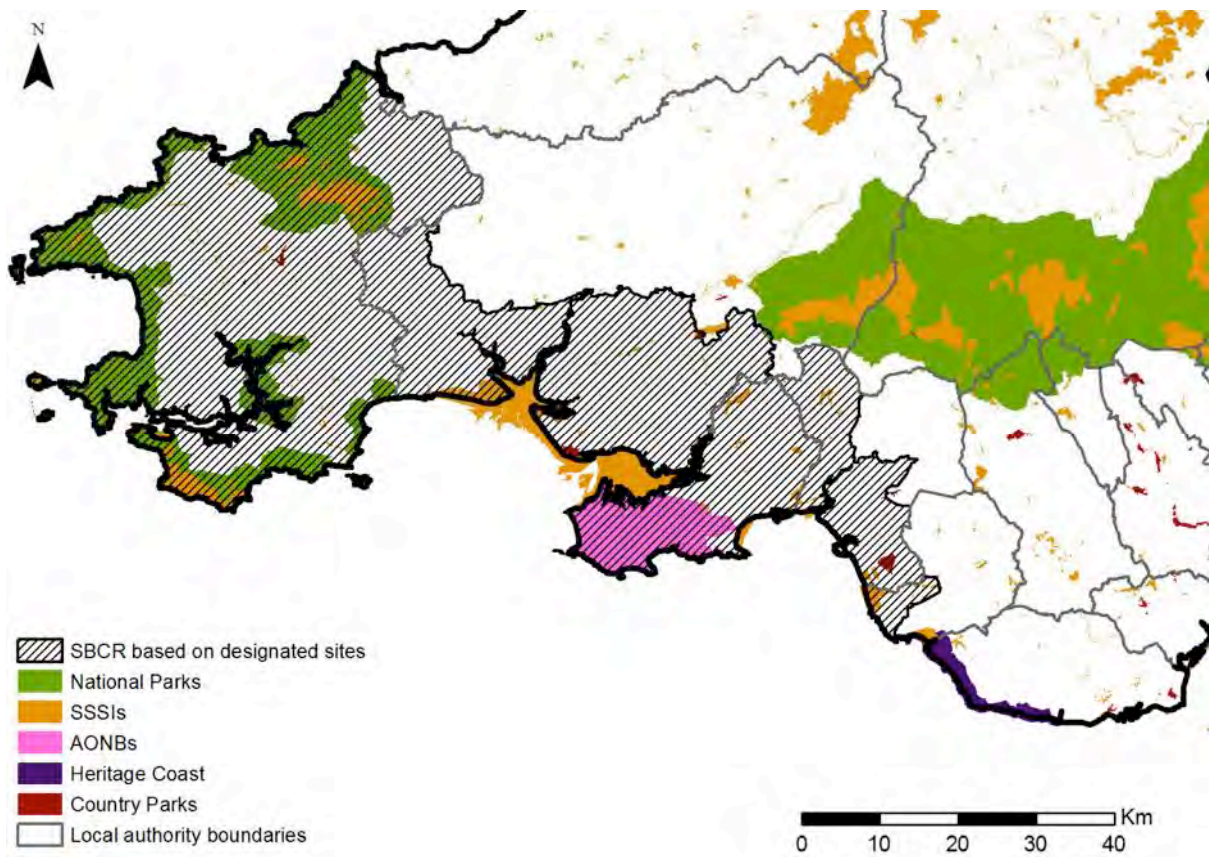 N
SBCR based on designated sites
National Parks
SSSIs
AONBs
Heritage Coast
Country Parks
Local authority boundaries
Km
0 10 20 30 40